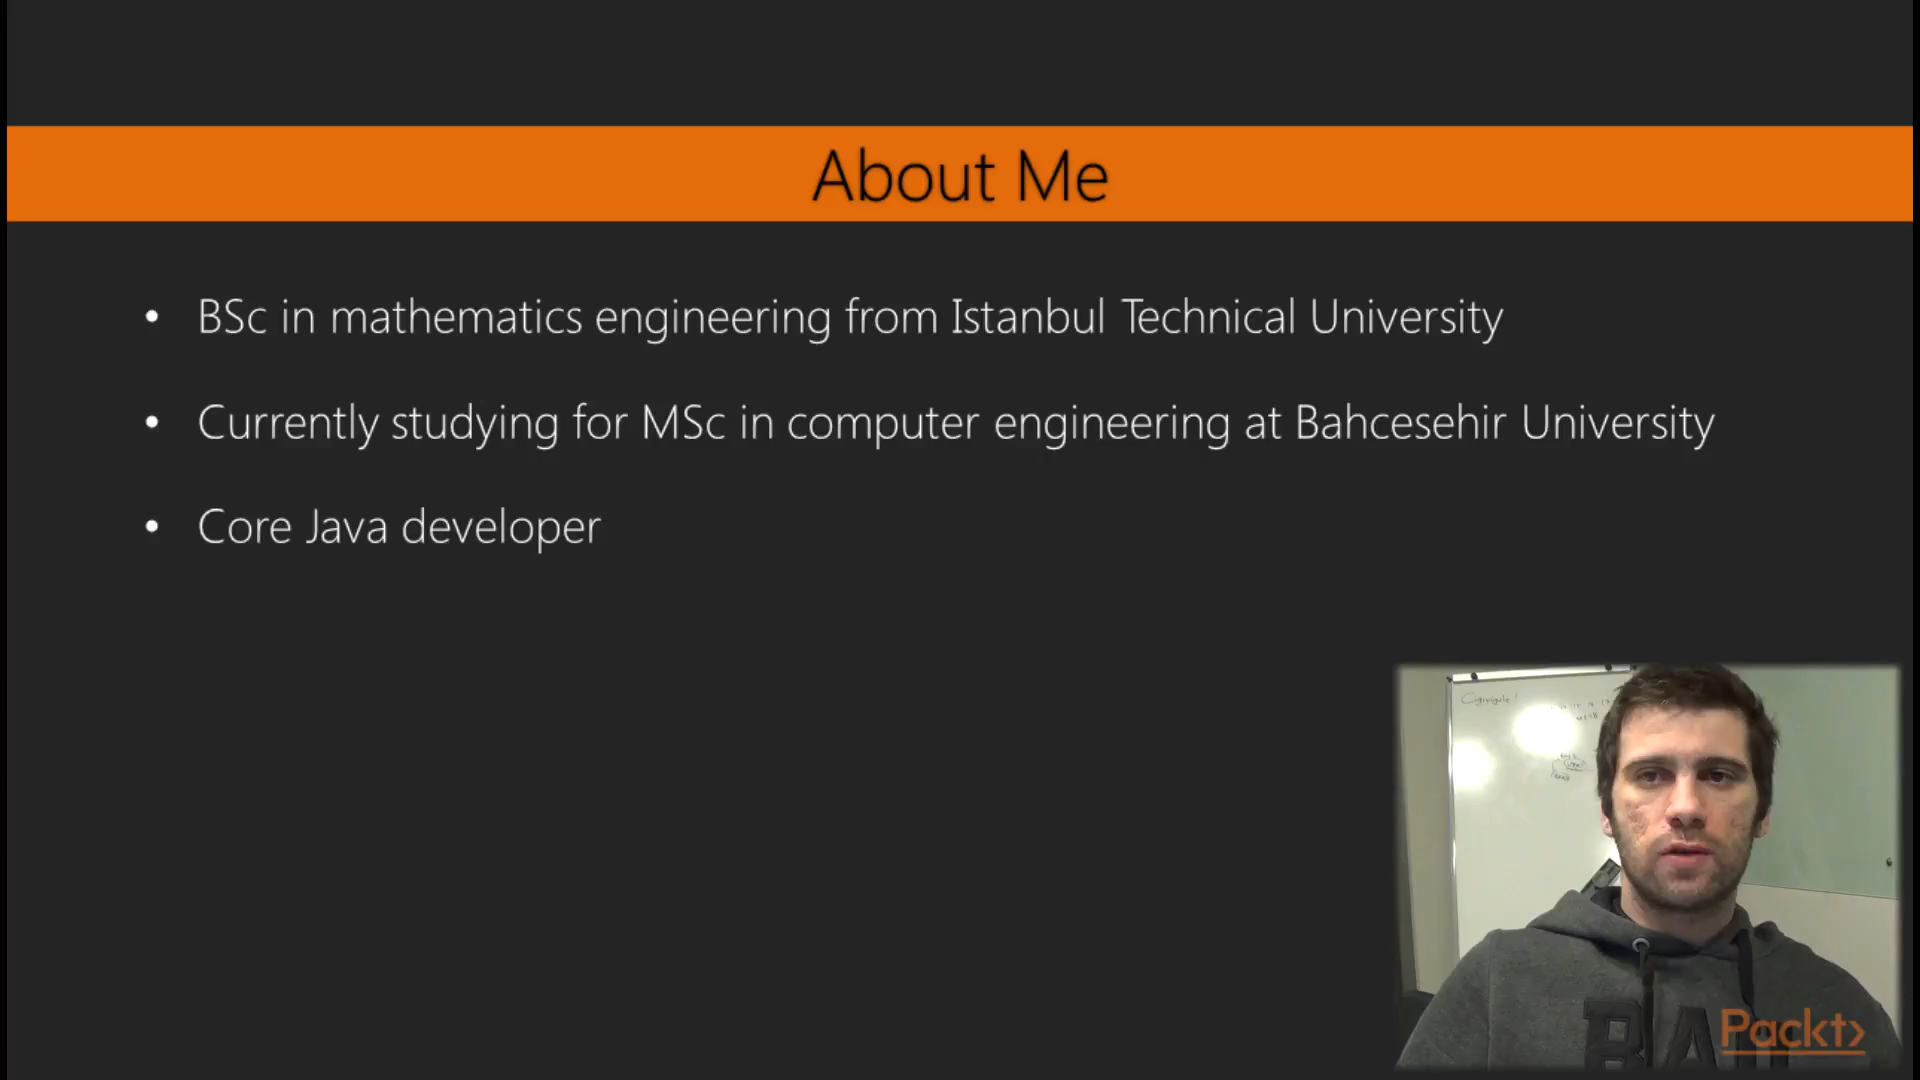 About Me
• BSc in mathematics engineering from Istanbul Technical University
• Currently studying for MSc in computer engineering at Bahcesehir University
• Core Java developer
Packt>